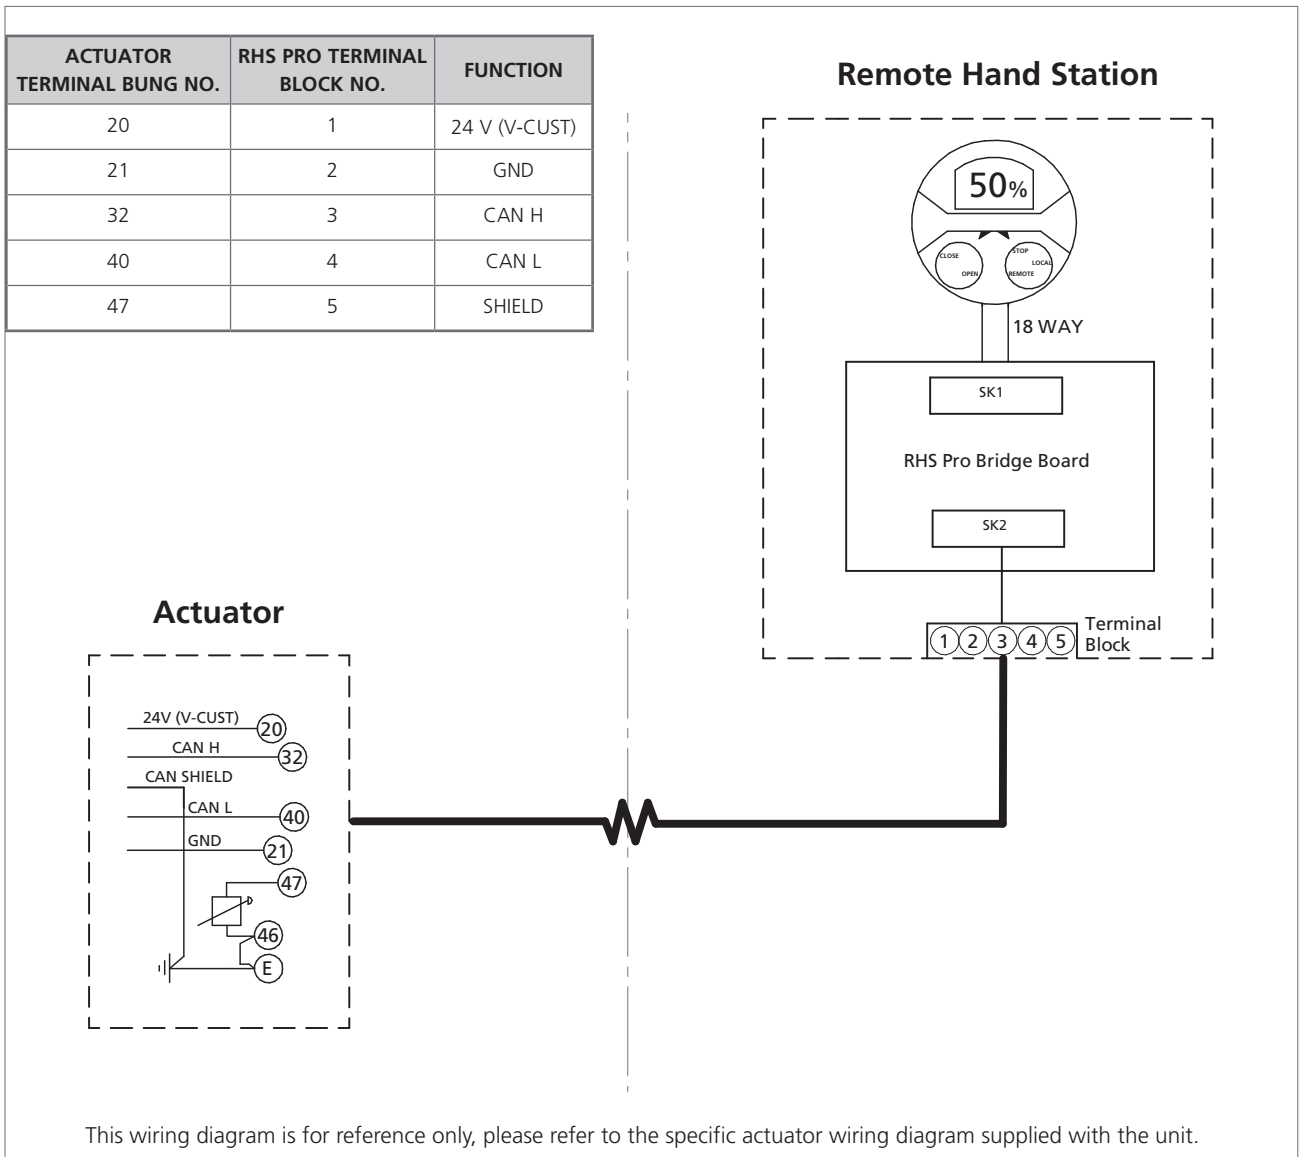 ACTUATOR
TERMINAL BUNG NO.
RHS PRO TERMINAL
BLOCK NO.
FUNCTION
20 1 24 V (V-CUST)
21 2 GND
32 3 CAN H
40 4 CAN L
47 5 SHIELD
Remote Hand Station
50%
CLOSE
OPEN
STOP
LOCAL
REMOTE
18 WAY
SK1
RHS Pro Bridge Board
SK2
1 2 3 4 5
Terminal
Block
Actuator
24V (V-CUST) 20
CAN H 32
CAN SHIELD
CAN L 40
GND 21
47
46
E
This wiring diagram is for reference only, please refer to the specific actuator wiring diagram supplied with the unit.